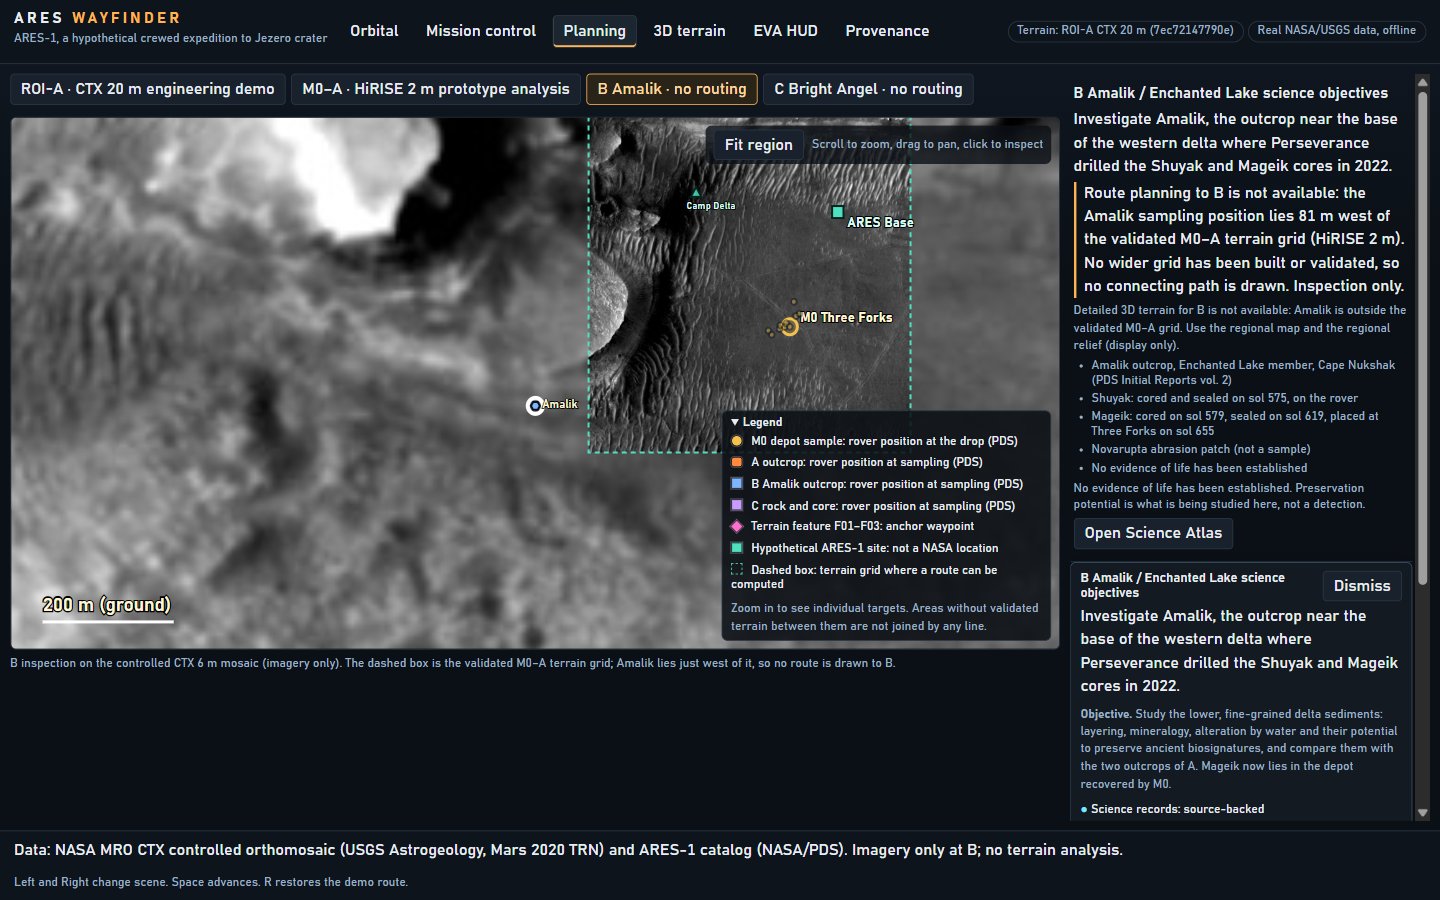 ARES WAYFINDER
ARES-1, a hypothetical crewed expedition to Jezero crater
Orbital
Mission control
Planning
3D terrain
EVA HUD
Provenance
Terrain: ROI-A CTX 20 m (7ec72147790e)
Real NASA/USGS data, offline
ROI-A · CTX 20 m engineering demo
M0–A · HiRISE 2 m prototype analysis
B Amalik · no routing
C Bright Angel · no routing
Fit region
Scroll to zoom, drag to pan, click to inspect
Camp Delta
ARES Base
M0 Three Forks
Amalik
200 m (ground)
▼ Legend
M0 depot sample: rover position at the drop (PDS)
A outcrop: rover position at sampling (PDS)
B Amalik outcrop: rover position at sampling (PDS)
C rock and core: rover position at sampling (PDS)
Terrain feature F01–F03: anchor waypoint
Hypothetical ARES-1 site: not a NASA location
Dashed box: terrain grid where a route can be
computed
Zoom in to see individual targets. Areas without validated
terrain between them are not joined by any line.
B inspection on the controlled CTX 6 m mosaic (imagery only). The dashed box is the validated M0–A terrain grid; Amalik lies just west of it, so no route is drawn to B.
B Amalik / Enchanted Lake science objectives
Investigate Amalik, the outcrop near the base
of the western delta where Perseverance
drilled the Shuyak and Mageik cores in 2022.
Route planning to B is not available: the
Amalik sampling position lies 81 m west of
the validated M0–A terrain grid (HiRISE 2 m).
No wider grid has been built or validated, so
no connecting path is drawn. Inspection only.
Detailed 3D terrain for B is not available: Amalik is outside the
validated M0–A grid. Use the regional map and the regional
relief (display only).
• Amalik outcrop, Enchanted Lake member, Cape Nukshak
(PDS Initial Reports vol. 2)
• Shuyak: cored and sealed on sol 575, on the rover
• Mageik: cored on sol 579, sealed on sol 619, placed at
Three Forks on sol 655
• Novarupta abrasion patch (not a sample)
• No evidence of life has been established
No evidence of life has been established. Preservation
potential is what is being studied here, not a detection.
Open Science Atlas
B Amalik / Enchanted Lake science
objectives
Dismiss
Investigate Amalik, the outcrop near the
base of the western delta where
Perseverance drilled the Shuyak and Mageik
cores in 2022.
Objective. Study the lower, fine-grained delta sediments:
layering, mineralogy, alteration by water and their potential
to preserve ancient biosignatures, and compare them with
the two outcrops of A. Mageik now lies in the depot
recovered by M0.
● Science records: source-backed
Data: NASA MRO CTX controlled orthomosaic (USGS Astrogeology, Mars 2020 TRN) and ARES-1 catalog (NASA/PDS). Imagery only at B; no terrain analysis.
Left and Right change scene. Space advances. R restores the demo route.